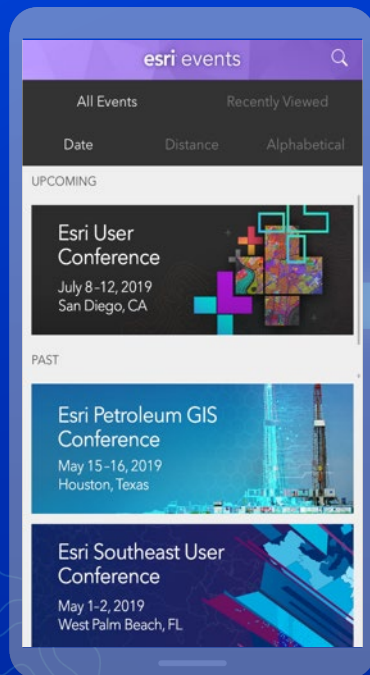 esri events
All Events
Recently Viewed
Date
Distance
Alphabetical
UPCOMING
Esri User
Conference
July 8-12, 2019
San Diego, CA
PAST
Esri Petroleum GIS
Conference
May 15-16, 2019
Houston, Texas
Esri Southeast User
Conference
May 1-2, 2019
West Palm Beach, FL